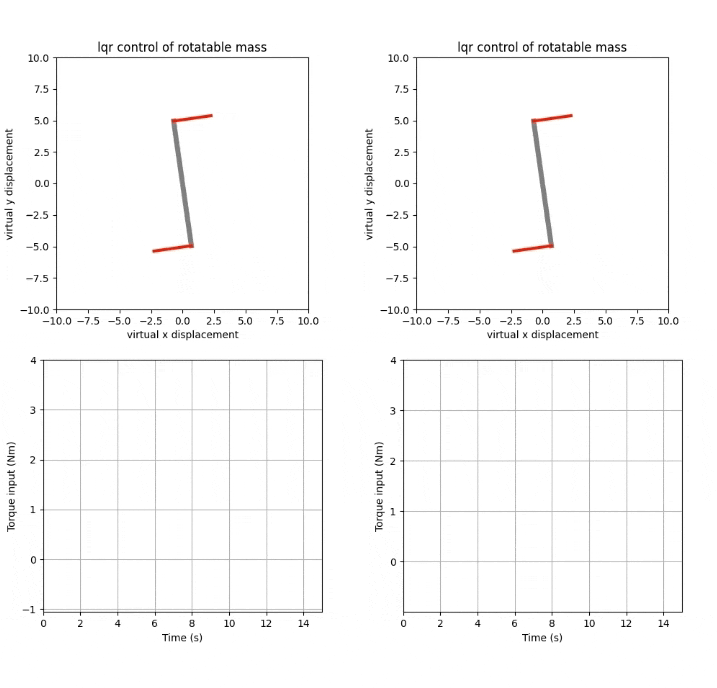 lqr control of rotatable mass
lqr control of rotatable mass
10.0
7.5
5.0
2.5
0.0
−2.5
−5.0
−7.5
−10.0
virtual y displacement
−10.0 −7.5 −5.0 −2.5 0.0 2.5 5.0 7.5 10.0
virtual x displacement
10.0
7.5
5.0
2.5
0.0
−2.5
−5.0
−7.5
−10.0
virtual y displacement
−10.0 −7.5 −5.0 −2.5 0.0 2.5 5.0 7.5 10.0
virtual x displacement
4
3
2
1
0
−1
Torque input (Nm)
0 2 4 6 8 10 12 14
Time (s)
4
3
2
1
0
Torque input (Nm)
0 2 4 6 8 10 12 14
Time (s)